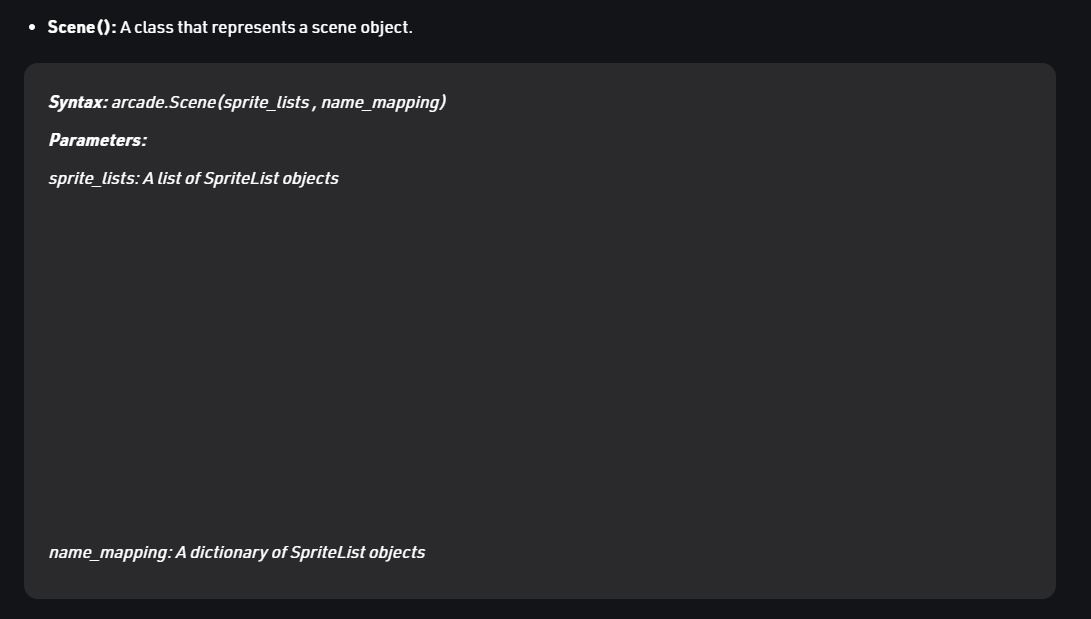 • Scene(): A class that represents a scene object.
Syntax: arcade.Scene(sprite_lists , name_mapping)
Parameters:
sprite_lists: A list of SpriteList objects
name_mapping: A dictionary of SpriteList objects